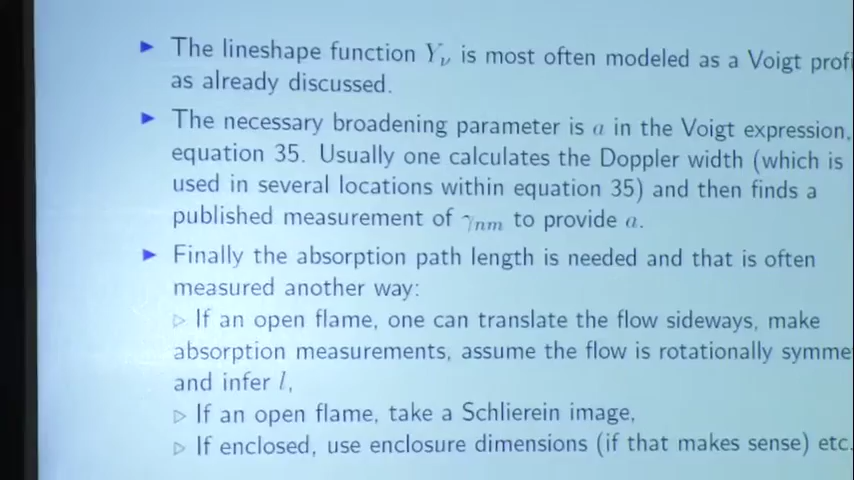 The lineshape function Yν is most often modeled as a Voigt profi
as already discussed.
The necessary broadening parameter is a in the Voigt expression,
equation 35. Usually one calculates the Doppler width (which is
used in several locations within equation 35) and then finds a
published measurement of γnm to provide a.
Finally the absorption path length is needed and that is often
measured another way:
▷ If an open flame, one can translate the flow sideways, make
absorption measurements, assume the flow is rotationally symme
and infer l,
▷ If an open flame, take a Schlierein image,
▷ If enclosed, use enclosure dimensions (if that makes sense) etc.